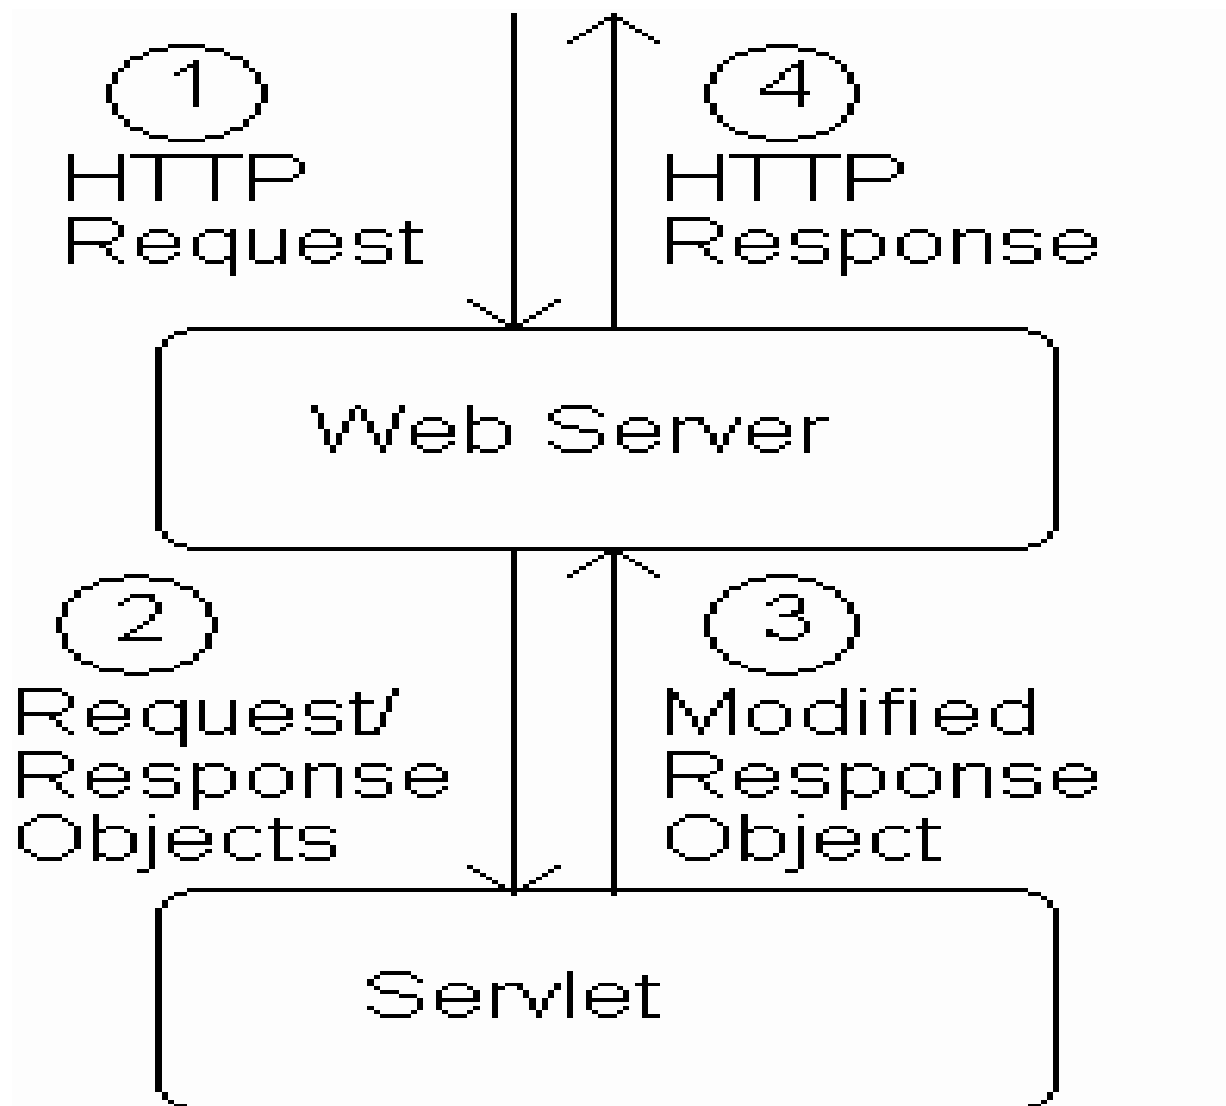 1
HTTP
Request
4
HTTP
Response
Web Server
2
Request/
Response
Objects
3
Modified
Response
Object
Servlet